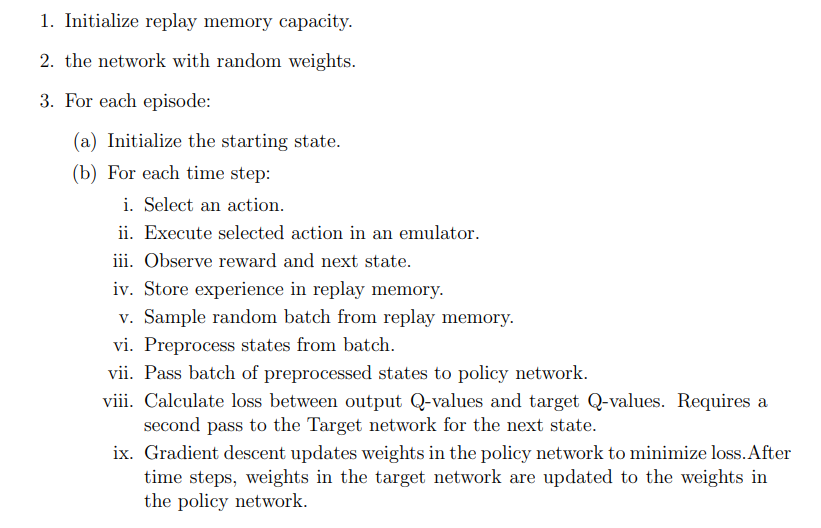 1. Initialize replay memory capacity.
2. the network with random weights.
3. For each episode:
(a) Initialize the starting state.
(b) For each time step:
i. Select an action.
ii. Execute selected action in an emulator.
iii. Observe reward and next state.
iv. Store experience in replay memory.
v. Sample random batch from replay memory.
vi. Preprocess states from batch.
vii. Pass batch of preprocessed states to policy network.
viii. Calculate loss between output Q-values and target Q-values. Requires a
second pass to the Target network for the next state.
ix. Gradient descent updates weights in the policy network to minimize loss.After
time steps, weights in the target network are updated to the weights in
the policy network.